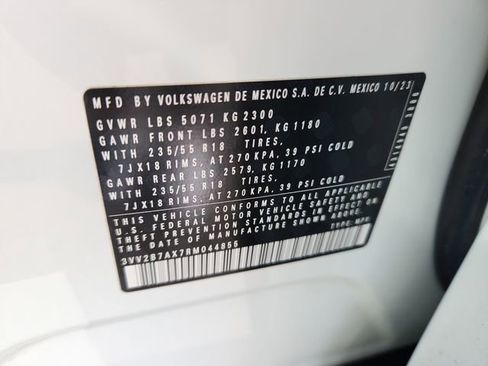 MFD BY VOLKSWAGEN DE MEXICO S.A. DE C.V. MEXICO 10/23
GVWR LBS 5071 KG2300
GAWR FRONT LBS 2601, KG1180
WITH 235/55 R18 TIRES,
7JX18 RIMS, AT 270KPA, 39 PSI COLD
GAWR REAR LBS 2579, KG1170
WITH 235/55 R18 TIRES,
7JX18 RIMS, AT 270KPA, 39 PSI COLD
THIS VEHICLE CONFORMS TO ALL APPLICABLE
U.S. FEDERAL MOTOR VEHICLE SAFETY AND
THEFT PREVENTION STANDARDS IN EFFECT ON
THE DATE OF MANUFACTURE SHOWN ABOVE.
3VV2B7AX7RM044855 TYPE: MPV